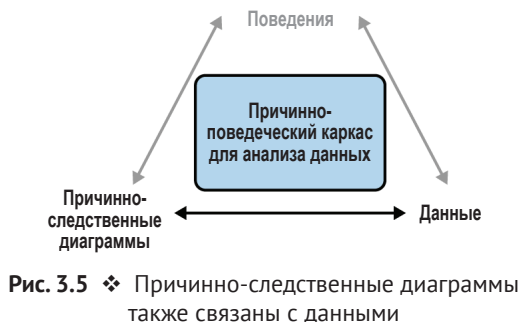 Поведения
Причинно-
поведеческий каркас
для анализа данных
Причинно-
следственные
диаграммы
Данные
Рис. 3.5 ❖ Причинно-следственные диаграммы
также связаны с данными